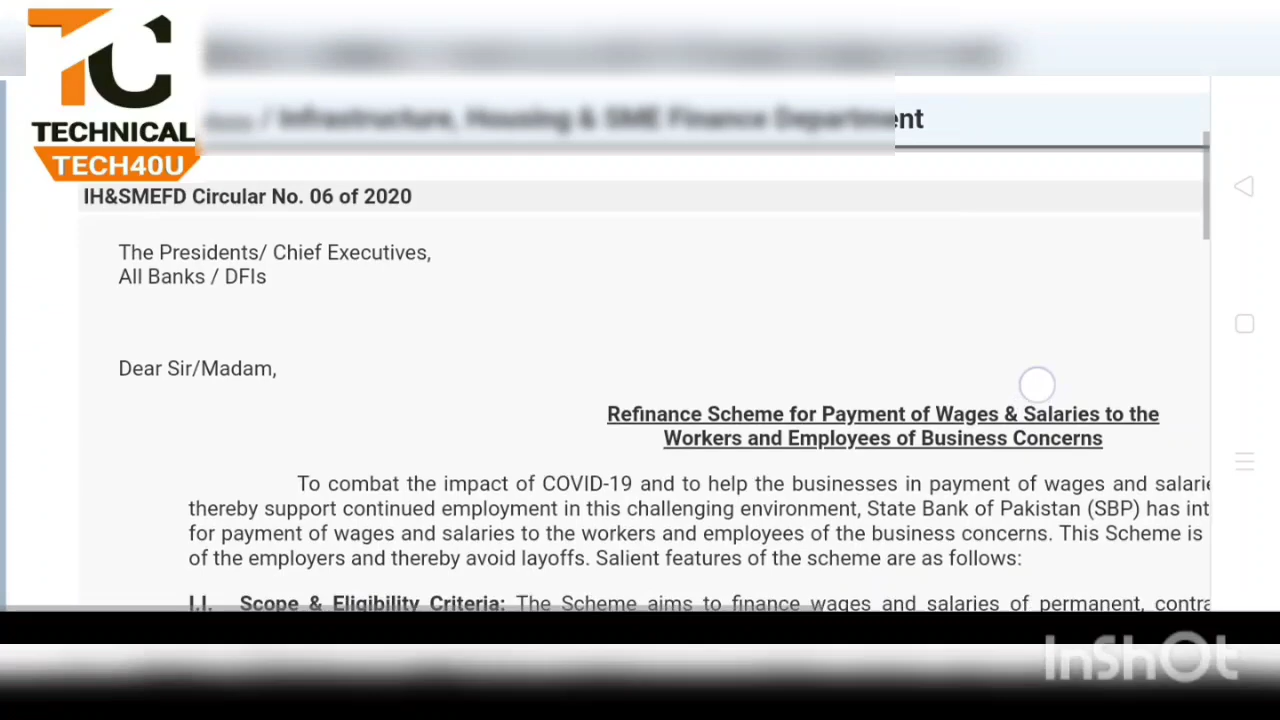 TC
TECHNICAL
TECH40U
/ Infrastructure, Housing & SME Finance Department
IH&SMEFD Circular No. 06 of 2020
The Presidents/ Chief Executives,
All Banks / DFIs
Dear Sir/Madam,
Refinance Scheme for Payment of Wages & Salaries to the
Workers and Employees of Business Concerns
To combat the impact of COVID-19 and to help the businesses in payment of wages and salarie
thereby support continued employment in this challenging environment, State Bank of Pakistan (SBP) has int
for payment of wages and salaries to the workers and employees of the business concerns. This Scheme is
of the employers and thereby avoid layoffs. Salient features of the scheme are as follows:
I.I. Scope & Eligibility Criteria: The Scheme aims to finance wages and salaries of permanent, contra
InShOt